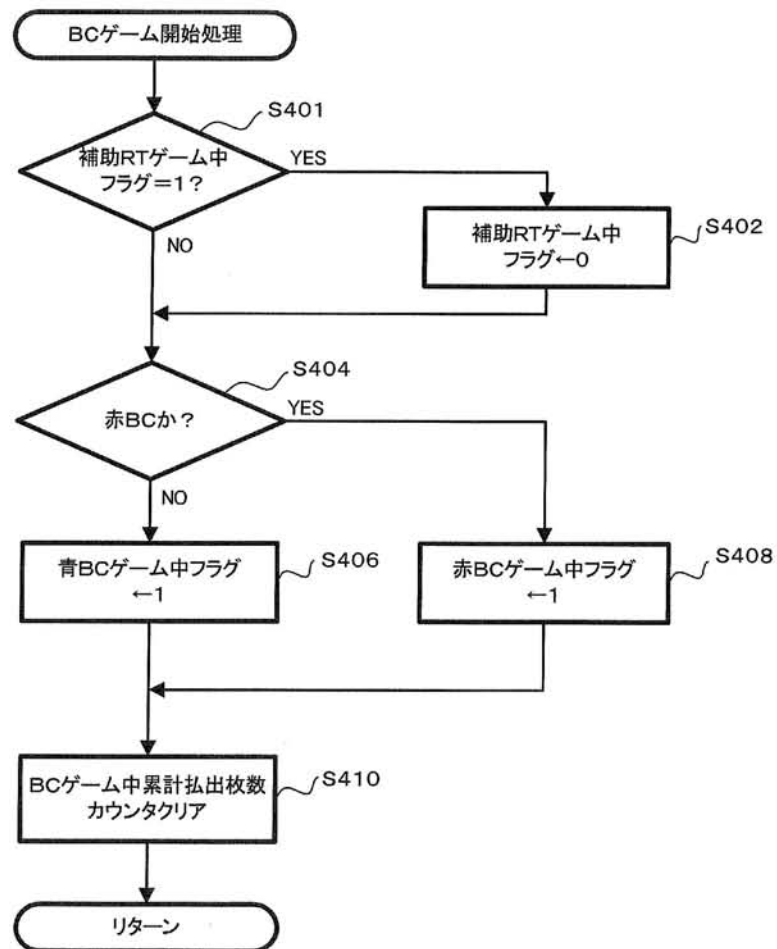 BCゲーム開始処理
S401
補助RTゲーム中
フラグ=1?
YES
NO
補助RTゲーム中
フラグ←0
S402
S404
赤BCか?
YES
NO
青BCゲーム中フラグ
←1
S406
赤BCゲーム中フラグ
←1
S408
BCゲーム中累計払出枚数
カウンタクリア
S410
リターン